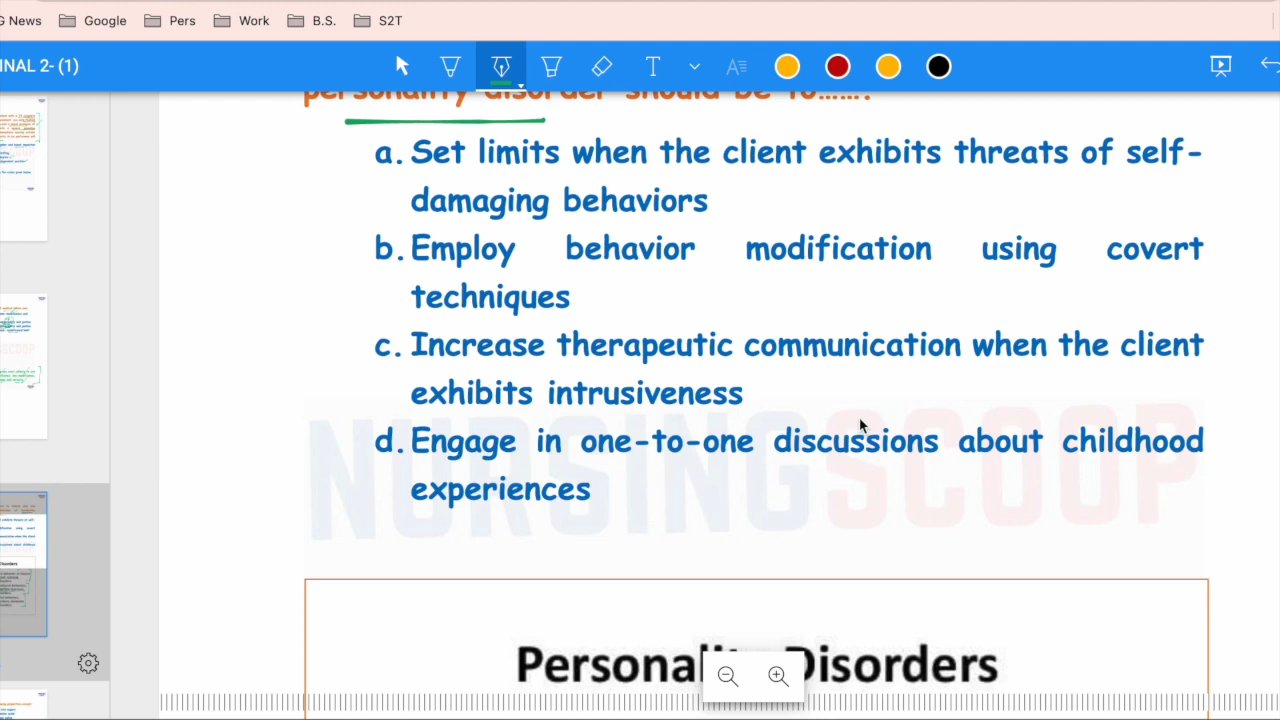 G News Google Pers Work B.S. S2T
INAL 2- (1)
personality disorder should be to......?
a. Set limits when the client exhibits threats of self-
damaging behaviors
b. Employ behavior modification using covert
techniques
c. Increase therapeutic communication when the client
exhibits intrusiveness
d. Engage in one-to-one discussions about childhood
experiences
NURSINGSCOOP
Personality Disorders